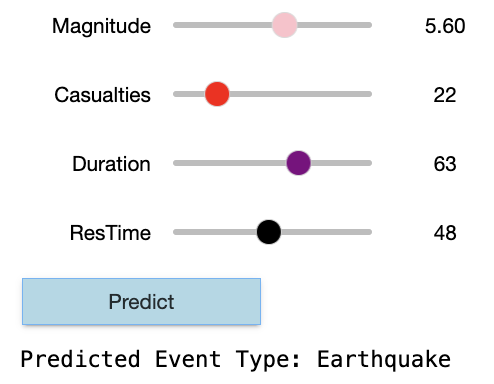 Magnitude 5.60
Casualties 22
Duration 63
ResTime 48
Predict
Predicted Event Type: Earthquake